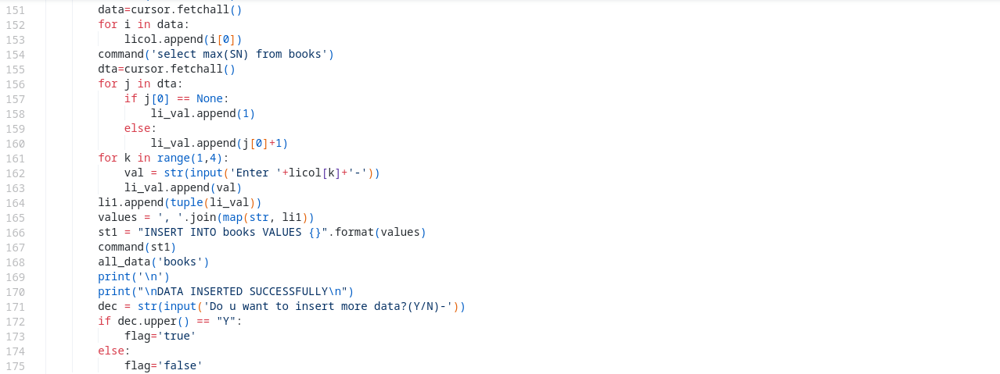 151 data=cursor.fetchall()
152 for i in data:
153 licol.append(i[0])
154 command('select max(SN) from books')
155 dta=cursor.fetchall()
156 for j in dta:
157 if j[0] == None:
158 li_val.append(1)
159 else:
160 li_val.append(j[0]+1)
161 for k in range(1,4):
162 val = str(input('Enter '+licol[k]+'-'))
163 li_val.append(val)
164 li1.append(tuple(li_val))
165 values = ', '.join(map(str, li1))
166 st1 = "INSERT INTO books VALUES {}".format(values)
167 command(st1)
168 all_data('books')
169 print('\n')
170 print("\nDATA INSERTED SUCCESSFULLY\n")
171 dec = str(input('Do u want to insert more data?(Y/N)-'))
172 if dec.upper() == "Y":
173 flag='true'
174 else:
175 flag='false'